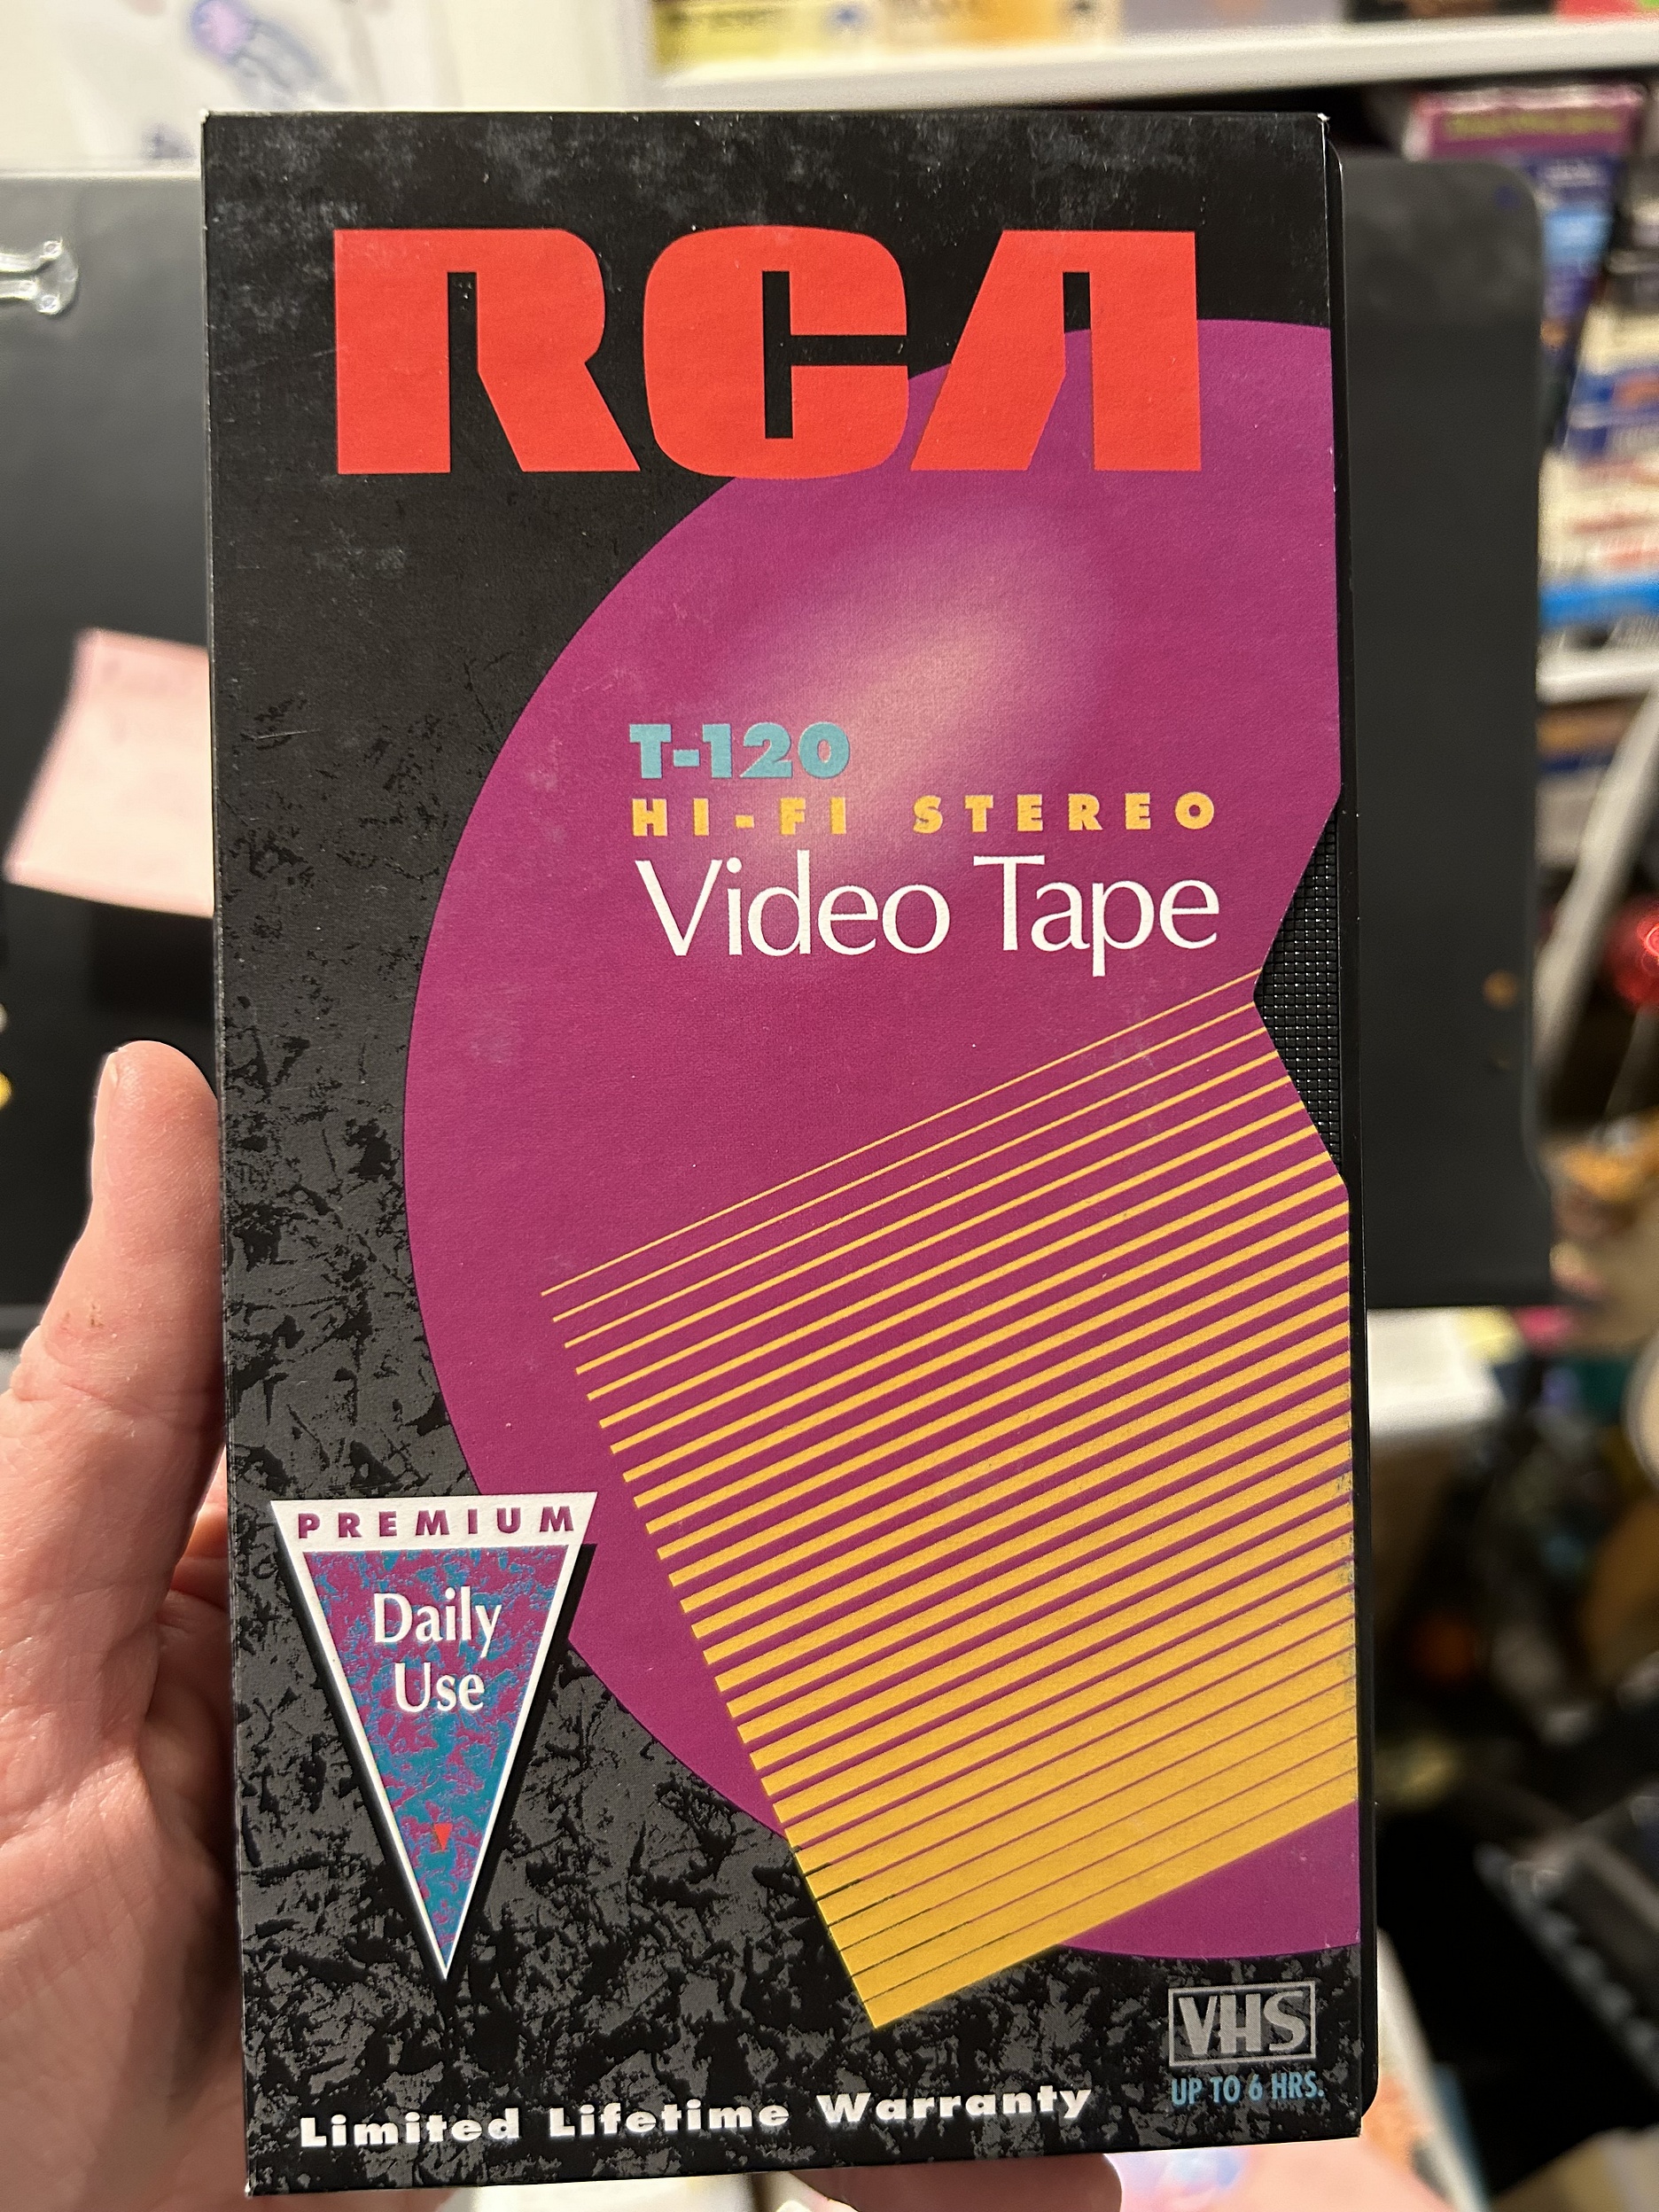 RCA
T-120
HI-FI STEREO
Video Tape
PREMIUM
Daily
Use
VHS
UP TO 6 HRS.
Limited Lifetime Warranty